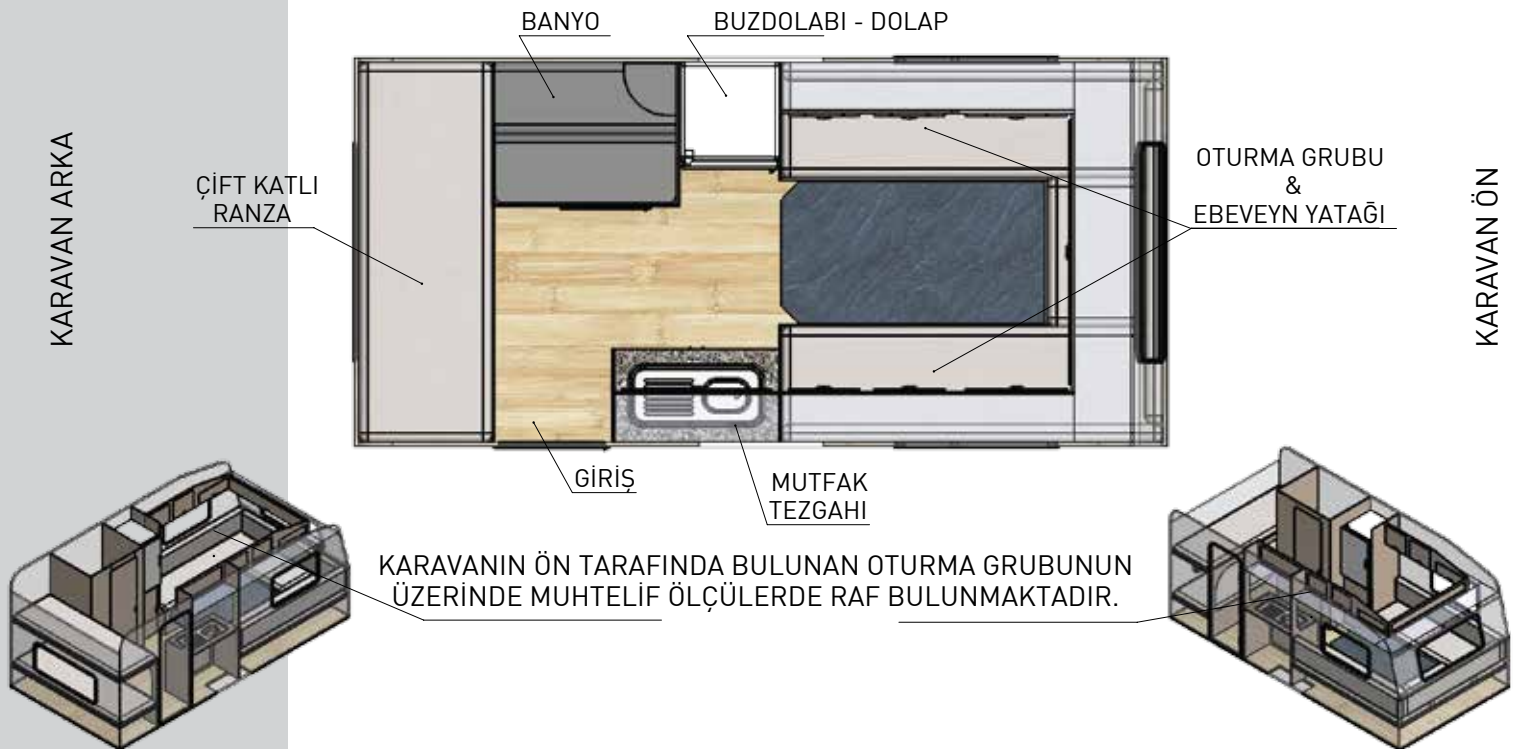 BANYO
BUZDOLABI - DOLAP
KARAVAN ARKA
ÇİFT KATLI
RANZA
OTURMA GRUBU
&
EBEVEYN YATAĞI
KARAVAN ÖN
GİRİŞ
MUTFAK
TEZGAHI
KARAVANIN ÖN TARAFINDA BULUNAN OTURMA GRUBUNUN
ÜZERİNDE MUHTELİF ÖLÇÜLERDE RAF BULUNMAKTADIR.